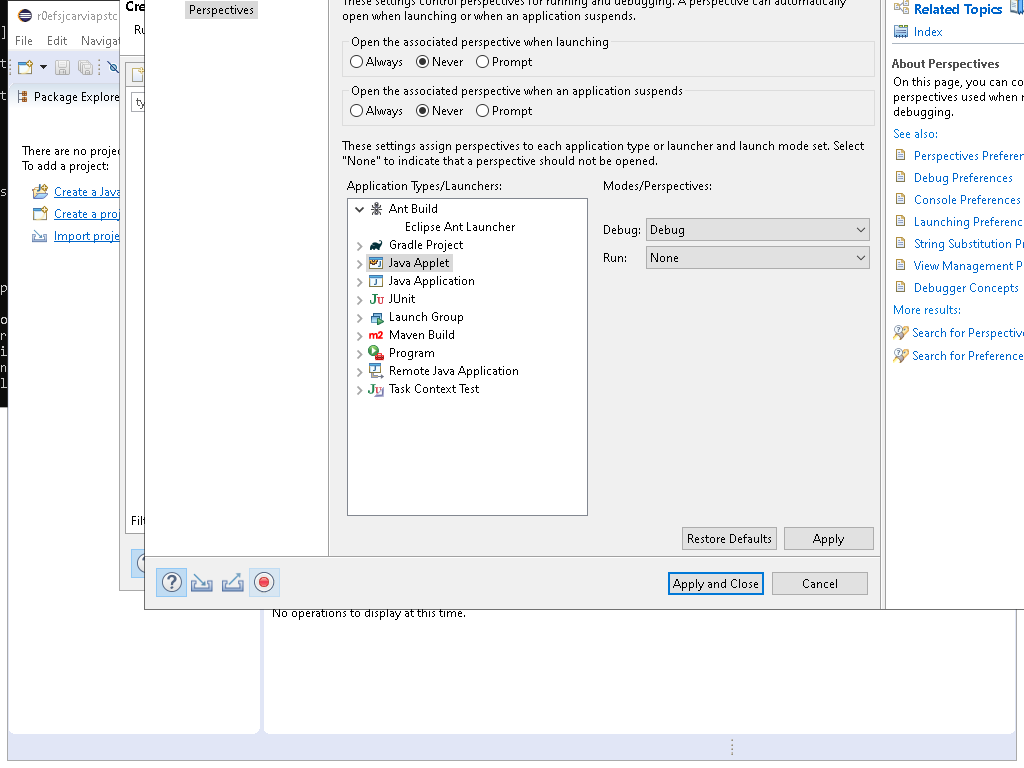 r0efsjcarviapstc
File Edit Navigat
Package Explore
There are no projec
To add a project:
Create a Java
Create a proj
Import proje
Cre
Ru
ty
Filt
Perspectives
These settings control perspectives for running and debugging. A perspective can automatically
open when launching or when an application suspends.
Open the associated perspective when launching
Always Never Prompt
Open the associated perspective when an application suspends
Always Never Prompt
These settings assign perspectives to each application type or launcher and launch mode set. Select
"None" to indicate that a perspective should not be opened.
Application Types/Launchers:
Modes/Perspectives:
Ant Build
Eclipse Ant Launcher
Gradle Project
Java Applet
Java Application
JUnit
Launch Group
Maven Build
Program
Remote Java Application
Task Context Test
Debug: Debug
Run: None
Restore Defaults Apply
Apply and Close Cancel
Related Topics
Index
About Perspectives
On this page, you can co
perspectives used when r
debugging.
See also:
Perspectives Preferen
Debug Preferences
Console Preferences
Launching Preferenc
String Substitution Pr
View Management P
Debugger Concepts
More results:
Search for Perspective
Search for Preference
No operations to display at this time.